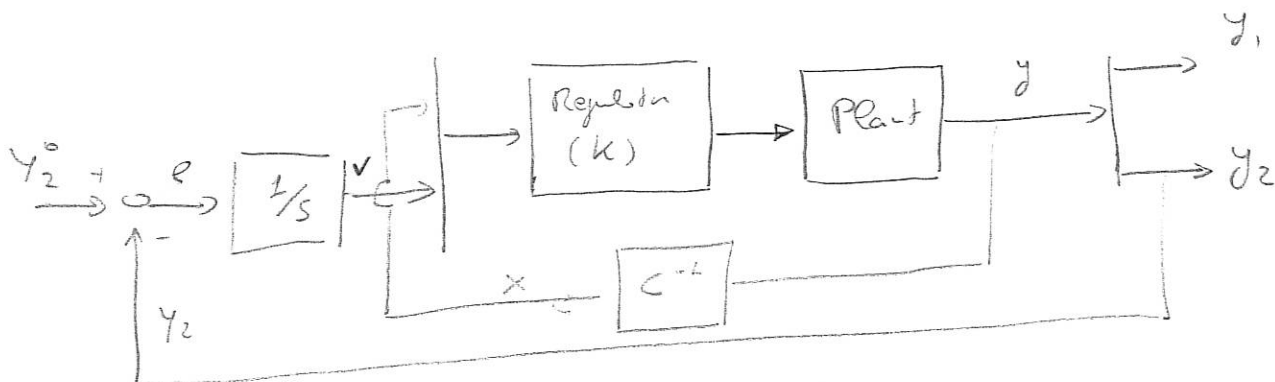 y₁
y
Regulator
(K)
Plant
Y₂°
+
e
1/s
v
y₂
-
x
C⁻¹
Y₂